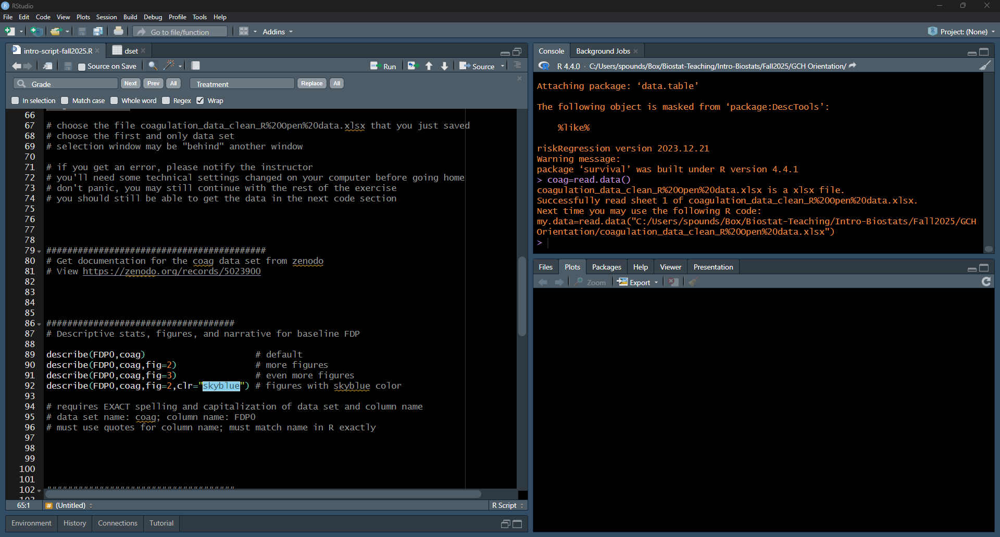 RStudio
File Edit Code View Plots Session Build Debug Profile Tools Help
Go to file/function Addins Project: (None)
intro-script-fall2025.R dset
Source on Save Run Source
Grade Next Prev All Treatment Replace All
In selection Match case Whole word Regex Wrap
66
67 # choose the file coagulation_data_clean_R%20Open%20data.xlsx that you just saved
68 # choose the first and only data set
69 # selection window may be "behind" another window
70
71 # if you get an error, please notify the instructor
72 # you'll need some technical settings changed on your computer before going home
73 # don't panic, you may still continue with the rest of the exercise
74 # you should still be able to get the data in the next code section
75
76
77
78
79 ##########################################
80 # Get documentation for the coag data set from zenodo
81 # View https://zenodo.org/records/5023900
82
83
84
85
86 ####################################
87 # Descriptive stats, figures, and narrative for baseline FDP
88
89 describe(FDP0,coag) # default
90 describe(FDP0,coag,fig=2) # more figures
91 describe(FDP0,coag,fig=3) # even more figures
92 describe(FDP0,coag,fig=2,clr="skyblue") # figures with skyblue color
93
94 # requires EXACT spelling and capitalization of data set and column name
95 # data set name: coag; column name: FDP0
96 # must use quotes for column name; must match name in R exactly
97
98
99
100
101
102 ####################################
103
65:1 (Untitled) R Script
Environment History Connections Tutorial
Console Background Jobs
R 4.4.0 · C:/Users/spounds/Box/Biostat-Teaching/Intro-Biostats/Fall2025/GCH Orientation/
Attaching package: ‘data.table’
The following object is masked from ‘package:DescTools’:
%like%
riskRegression version 2023.12.21
Warning message:
package ‘survival’ was built under R version 4.4.1
> coag=read.data()
coagulation_data_clean_R%20Open%20data.xlsx is a xlsx file.
Successfully read sheet 1 of coagulation_data_clean_R%20Open%20data.xlsx.
Next time you may use the following R code:
my.data=read.data("C:/Users/spounds/Box/Biostat-Teaching/Intro-Biostats/Fall2025/GCH
Orientation/coagulation_data_clean_R%20Open%20data.xlsx")
>
Files Plots Packages Help Viewer Presentation
Zoom Export